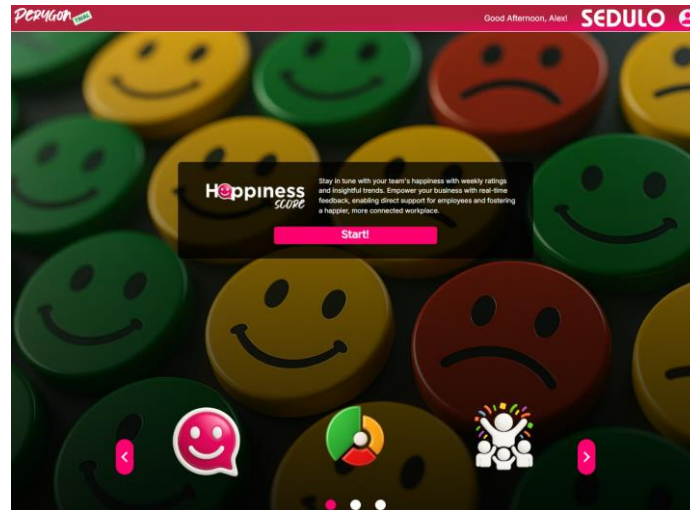 PERYGON TRIAL
Good Afternoon, Alex!
SEDULO
Happiness
SCORE
Stay in tune with your team's happiness with weekly ratings
and insightful trends. Empower your business with real-time
feedback, enabling direct support for employees and fostering
a happier, more connected workplace.
Start!